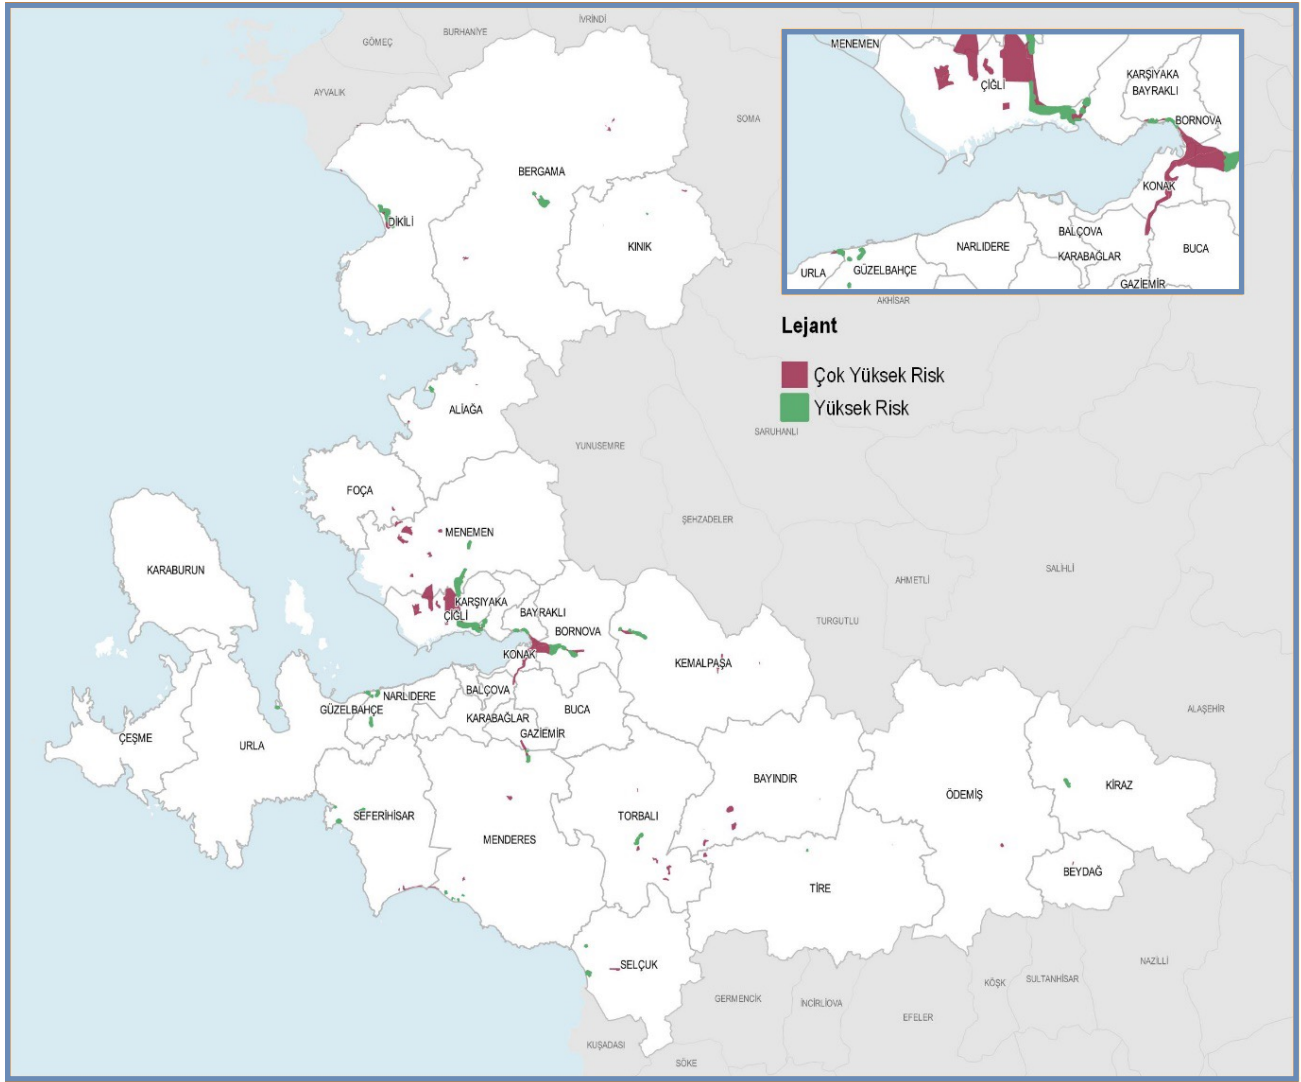 İVRİNDİ
BURHANİYE
GÖMEÇ
AYVALIK
SOMA
BERGAMA
DİKİLİ
KINIK
MENEMEN
KARŞIYAKA
BAYRAKLI
ÇİĞLİ
BORNOVA
KONAK
BALÇOVA
NARLIDERE
KARABAĞLAR
BUCA
URLA
GÜZELBAHÇE
GAZİEMİR
AKHİSAR
Lejant
Çok Yüksek Risk
Yüksek Risk
ALİAĞA
YUNUSEMRE
SARUHANLI
FOÇA
ŞEHZADELER
MENEMEN
KARABURUN
SALİHLİ
AHMETLİ
KARŞIYAKA
ÇİĞLİ
BAYRAKLI
TURGUTLU
BORNOVA
KONAK
KEMALPAŞA
BALÇOVA
NARLIDERE
GÜZELBAHÇE
BUCA
ALAŞEHİR
KARABAĞLAR
GAZİEMİR
ÇEŞME
URLA
BAYINDIR
KİRAZ
ÖDEMİŞ
SEFERİHİSAR
TORBALI
MENDERES
BEYDAĞ
TİRE
SELÇUK
NAZİLLİ
SULTANHİSAR
KÖŞK
GERMENCİK
İNCİRLİOVA
EFELER
KUŞADASI
SÖKE